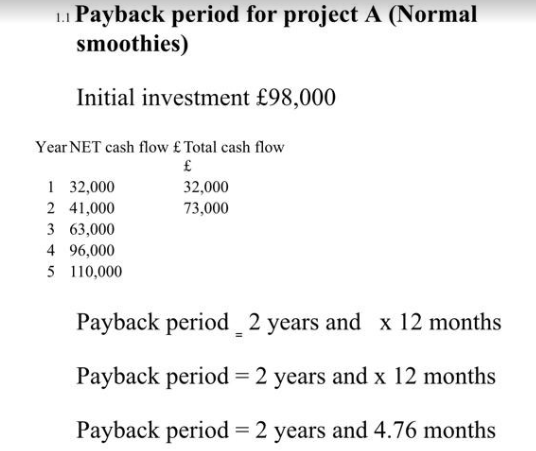 1.1 Payback period for project A (Normal
smoothies)
Initial investment £98,000
Year NET cash flow £ Total cash flow
£
1 32,000 32,000
2 41,000 73,000
3 63,000
4 96,000
5 110,000
Payback period = 2 years and x 12 months
Payback period = 2 years and x 12 months
Payback period = 2 years and 4.76 months